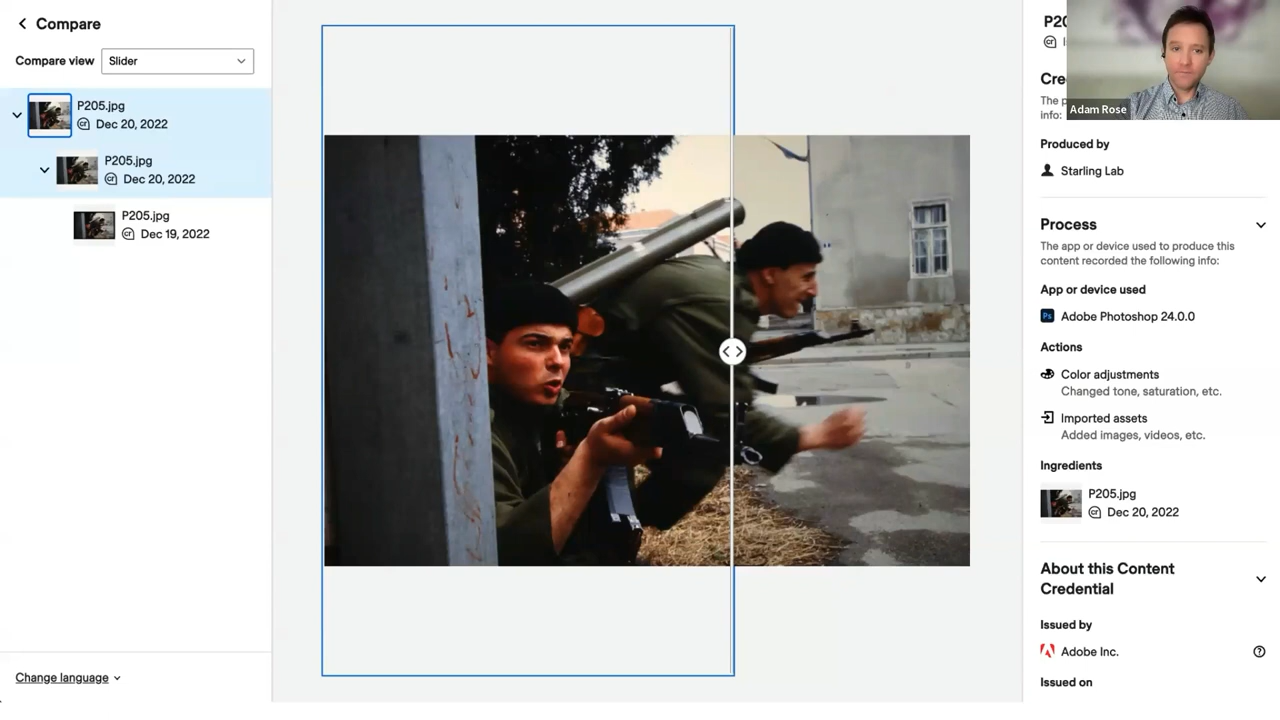 Compare
Compare view
Slider
P205.jpg
Dec 20, 2022
P205.jpg
Dec 20, 2022
P205.jpg
Dec 19, 2022
Change language
Adam Rose
info:
Produced by
Starling Lab
Process
The app or device used to produce this
content recorded the following info:
App or device used
Ps Adobe Photoshop 24.0.0
Actions
Color adjustments
Changed tone, saturation, etc.
Imported assets
Added images, videos, etc.
Ingredients
P205.jpg
Dec 20, 2022
About this Content
Credential
Issued by
Adobe Inc.
Issued on